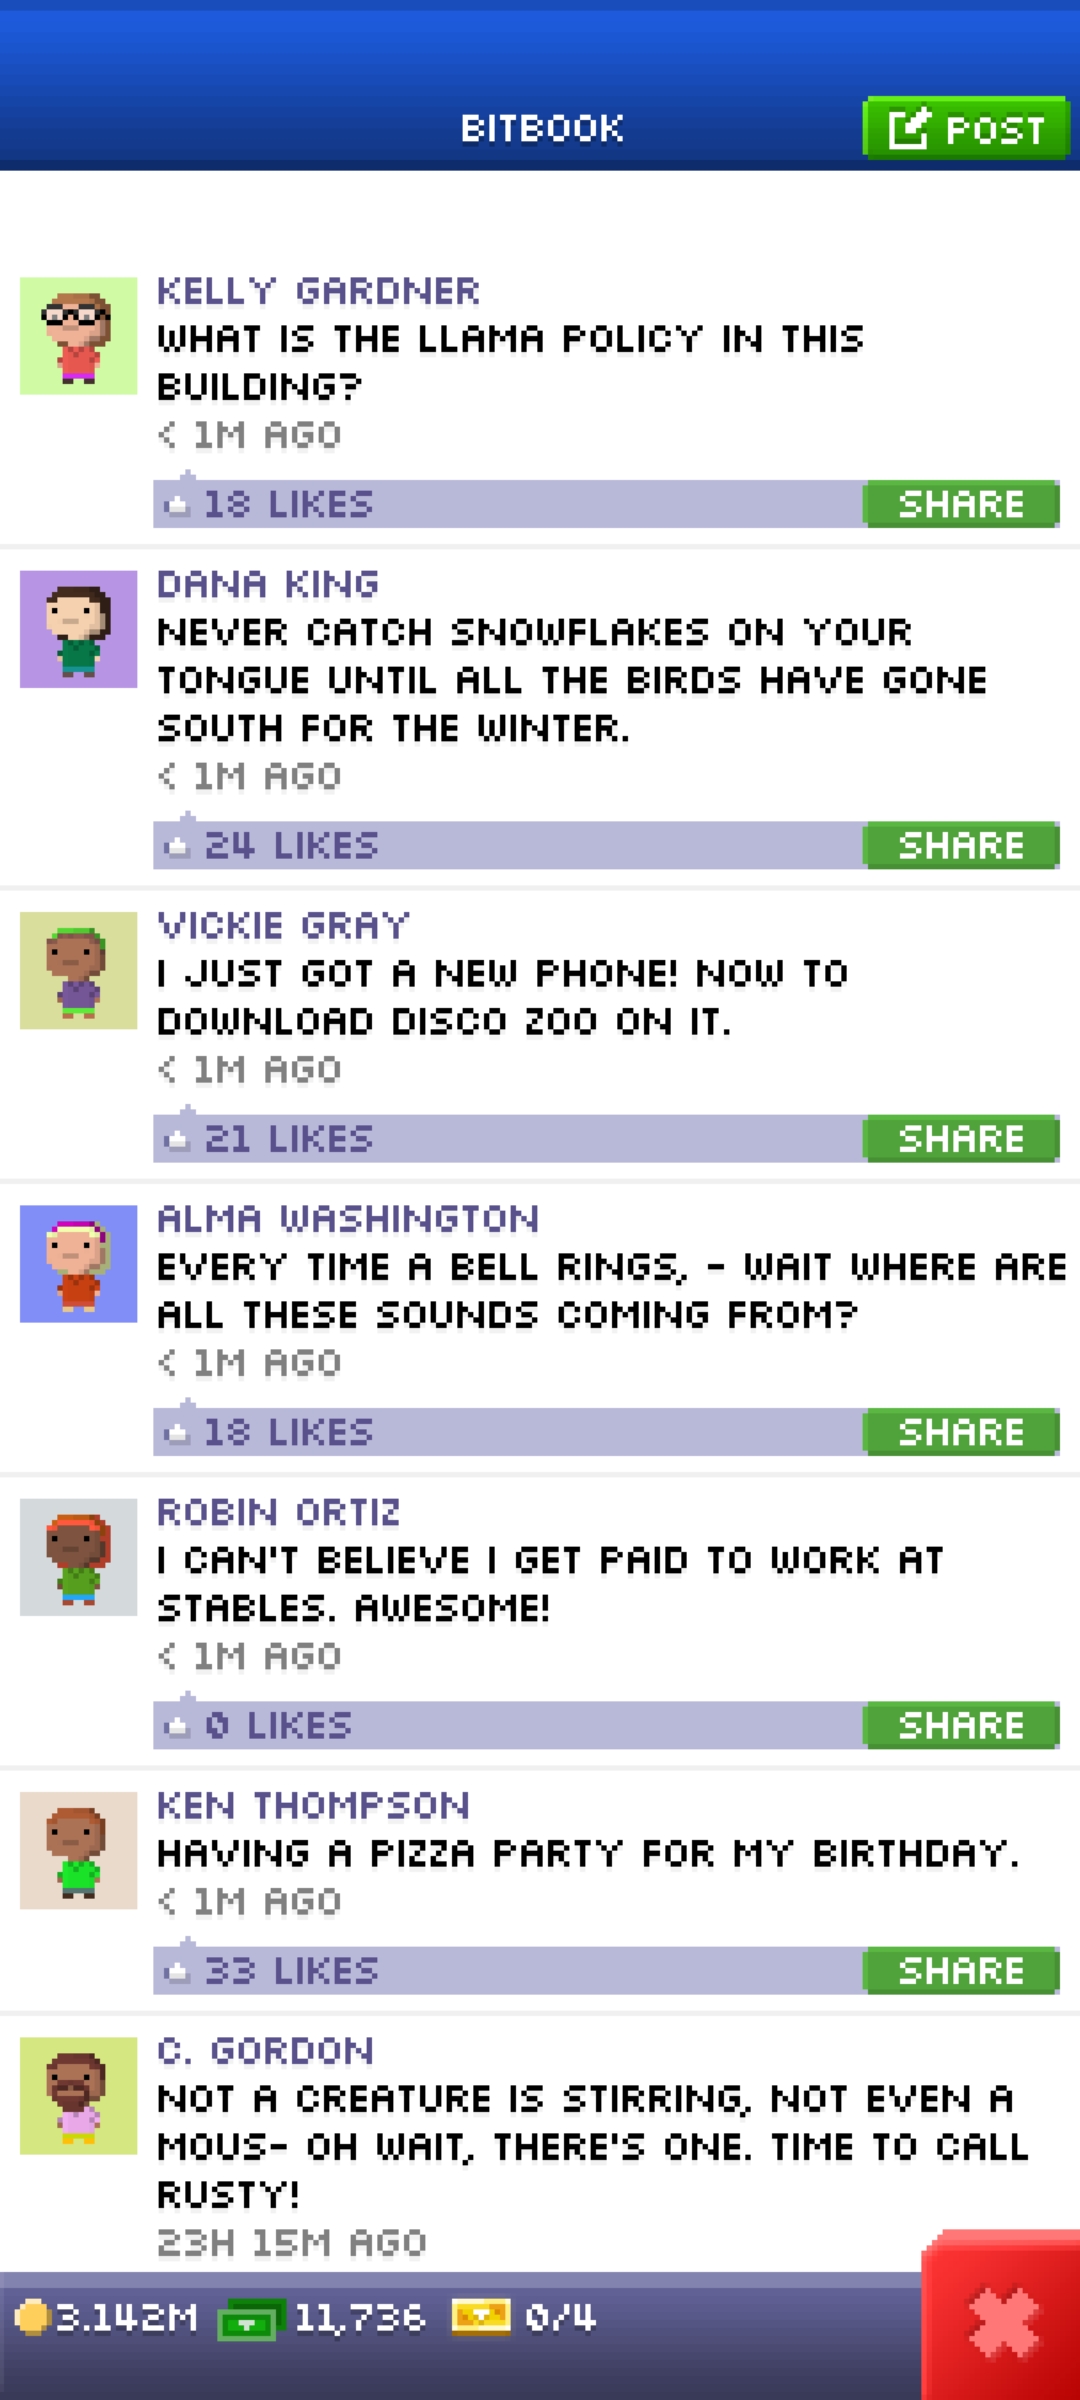 BITBOOK
POST
KELLY GARDNER
WHAT IS THE LLAMA POLICY IN THIS
BUILDING?
< 1M AGO
18 LIKES
SHARE
DANA KING
NEVER CATCH SNOWFLAKES ON YOUR
TONGUE UNTIL ALL THE BIRDS HAVE GONE
SOUTH FOR THE WINTER.
< 1M AGO
24 LIKES
SHARE
VICKIE GRAY
I JUST GOT A NEW PHONE! NOW TO
DOWNLOAD DISCO ZOO ON IT.
< 1M AGO
21 LIKES
SHARE
ALMA WASHINGTON
EVERY TIME A BELL RINGS, - WAIT WHERE ARE
ALL THESE SOUNDS COMING FROM?
< 1M AGO
18 LIKES
SHARE
ROBIN ORTIZ
I CAN'T BELIEVE I GET PAID TO WORK AT
STABLES. AWESOME!
< 1M AGO
0 LIKES
SHARE
KEN THOMPSON
HAVING A PIZZA PARTY FOR MY BIRTHDAY.
< 1M AGO
33 LIKES
SHARE
C. GORDON
NOT A CREATURE IS STIRRING, NOT EVEN A
MOUS- OH WAIT, THERE'S ONE. TIME TO CALL
RUSTY!
23H 15M AGO
3.142M 11,736 0/4